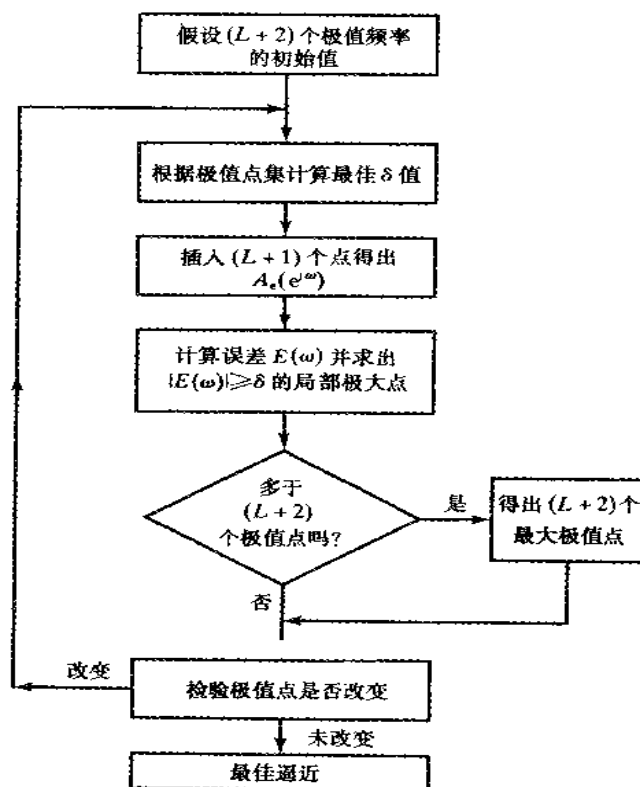 假设(L+2)个极值频率
的初始值
根据极值点集计算最佳δ值
插入(L+1)个点得出
Aₑ(e^{jω})
计算误差E(ω)并求出
|E(ω)|≥δ的局部极大点
多于
(L+2)
个极值点吗?
是
得出(L+2)个
最大极值点
否
改变
检验极值点是否改变
未改变
最佳逼近